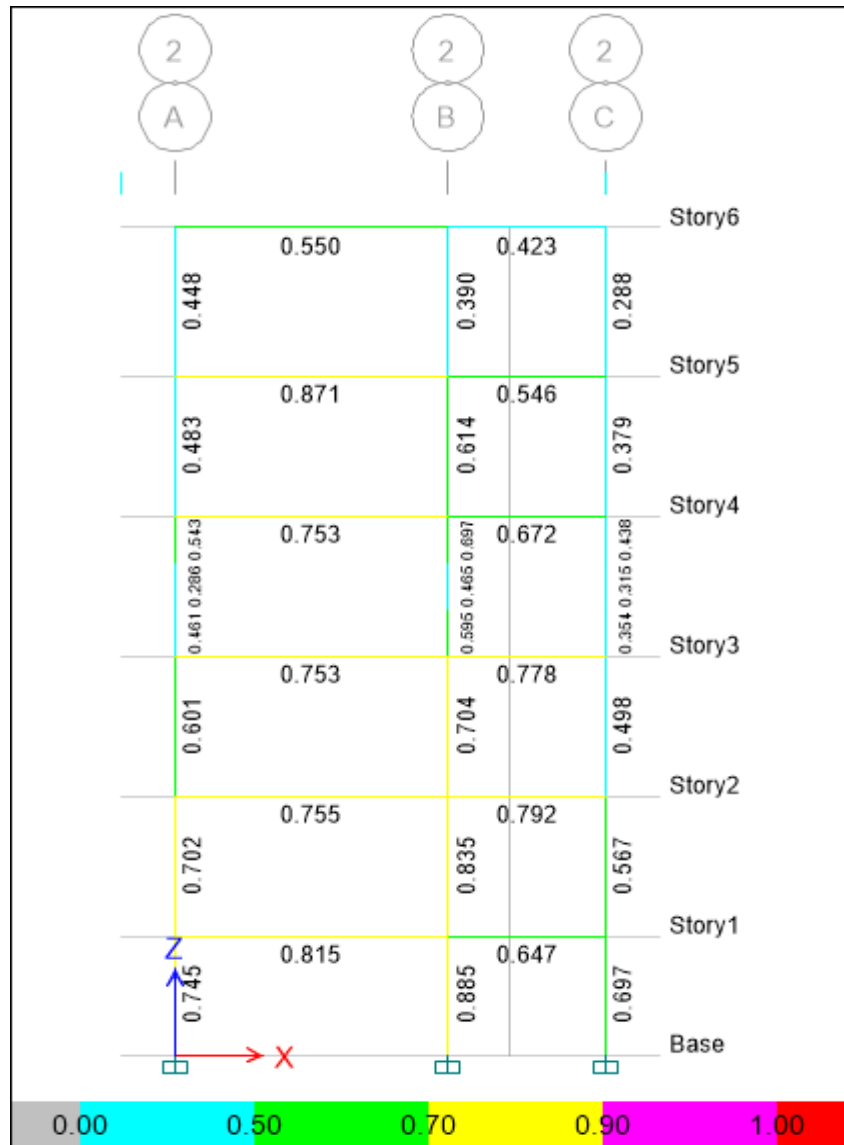 2 2 2
A B C
Story6
0.550 0.423
0.448 0.390 0.288
Story5
0.871 0.546
0.483 0.614 0.379
Story4
0.753 0.672
0.461 0.286 0.543 0.595 0.465 0.697 0.354 0.315 0.438
Story3
0.753 0.778
0.601 0.704 0.498
Story2
0.755 0.792
0.702 0.835 0.567
Story1
Z
0.815 0.647
0.745 0.885 0.697
Base
X
0.00 0.50 0.70 0.90 1.00